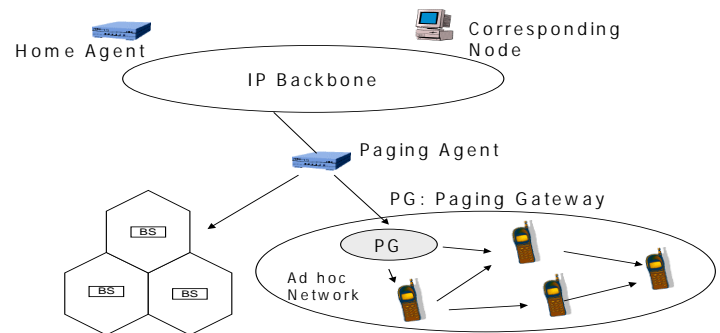 Home Agent
Corresponding
Node
IP Backbone
Paging Agent
PG: Paging Gateway
PG
Ad hoc
Network
BS
BS
BS